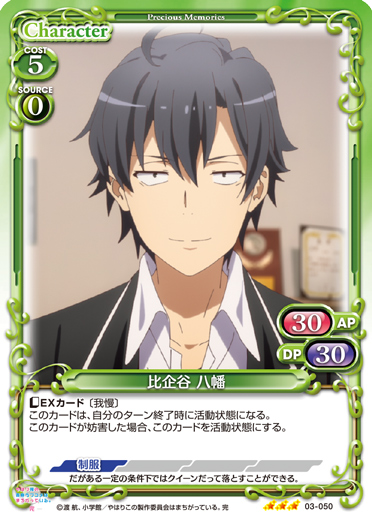 Precious Memories
Character
COST
5
SOURCE
0
30 AP
DP 30
比企谷 八幡
EXカード〔我慢〕
このカードは、自分のターン終了時に活動状態になる。
このカードが妨害した場合、このカードを活動状態にする。
制服
だがある一定の条件下ではクイーンだって落とすことができる。
©渡 航、小学館／やはりこの製作委員会はまちがっている。完
03-050